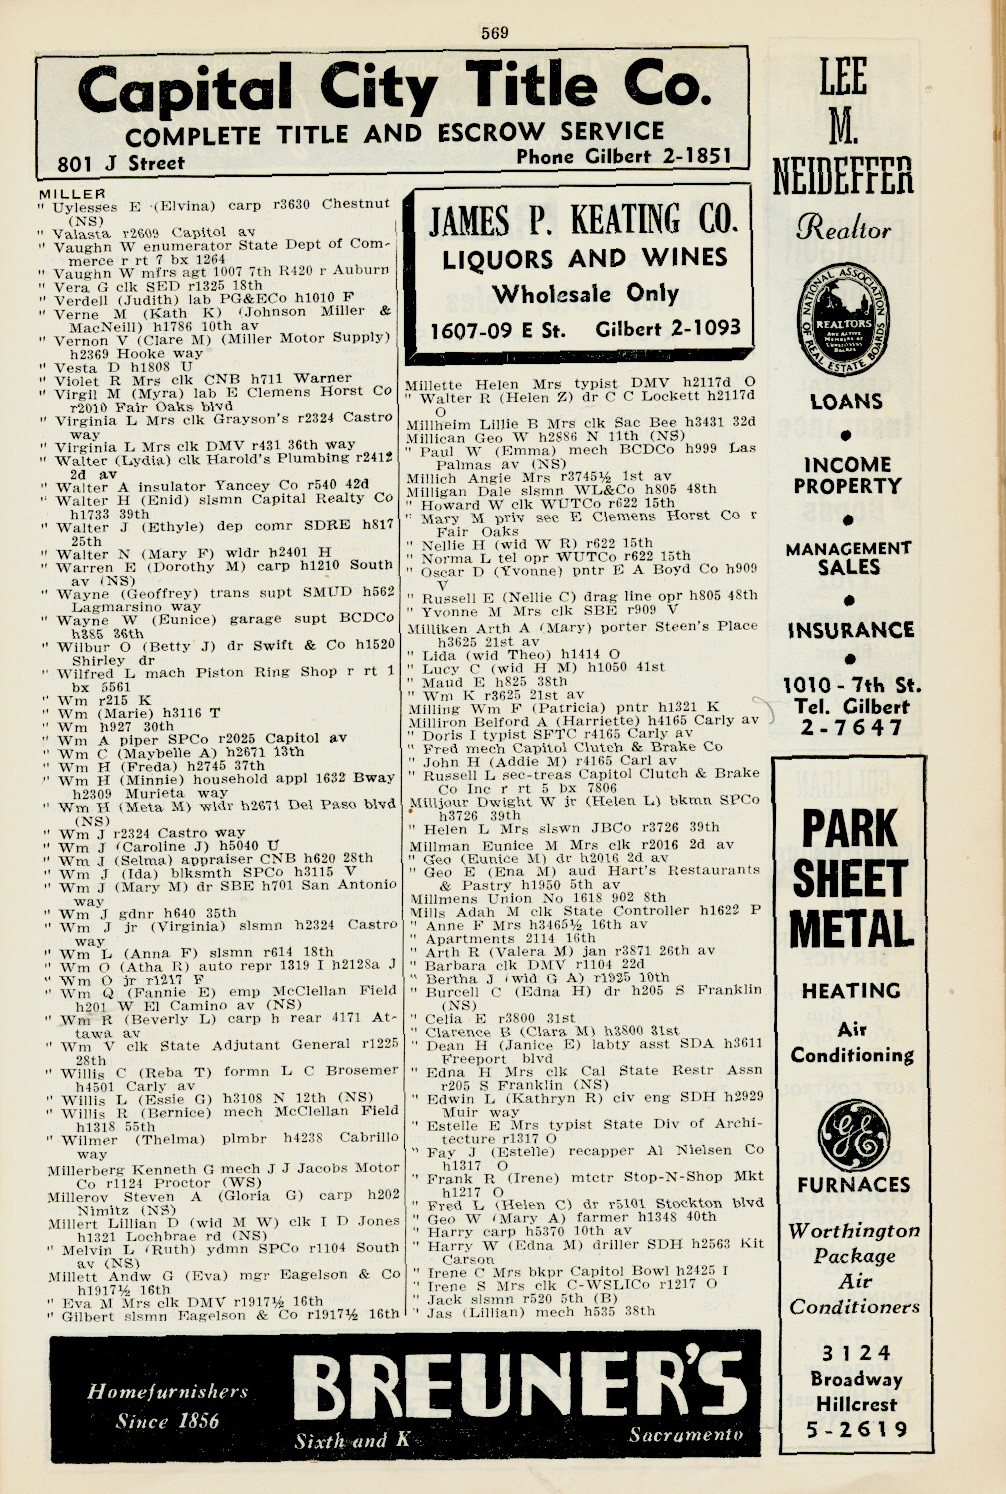 569
Capital City Title Co.
COMPLETE TITLE AND ESCROW SERVICE
801 J Street
Phone Gilbert 2-1851
MILLER
" Uylesses E (Elvina) carp r3630 Chestnut
(NS)
" Valasta r2609 Capitol av
" Vaughn W enumerator State Dept of Com-
merce r rt 7 bx 1264
" Vaughn W mfrs agt 1007 7th R420 r Auburn
" Vera G clk SED r1325 18th
" Verdell (Judith) lab PG&ECo h1010 F
" Verne M (Kath K) (Johnson Miller &
MacNeill) h1786 10th av
" Vernon V (Clare M) (Miller Motor Supply)
h2369 Hooke way
" Vesta D h1808 U
" Violet R Mrs clk CNB h711 Warner
" Virgil M (Myra) lab E Clemens Horst Co
r2010 Fair Oaks blvd
" Virginia L Mrs clk Grayson's r2324 Castro
way
" Virginia L Mrs clk DMV r431 36th way
" Walter (Lydia) clk Harold's Plumbing r2412
2d av
" Walter A insulator Yancey Co r540 42d
" Walter H (Enid) slsmn Capital Realty Co
h1733 39th
" Walter J (Ethyle) dep comr SDRE h817
25th
" Walter N (Mary F) wldr h2401 H
" Warren E (Dorothy M) carp h1210 South
av (NS)
" Wayne (Geoffrey) trans supt SMUD h562
Lagmarsino way
" Wayne W (Eunice) garage supt BCDCo
h385 36th
" Wilbur O (Betty J) dr Swift & Co h1520
Shirley dr
" Wilfred L mach Piston Ring Shop r rt 1
bx 5561
" Wm r215 K
" Wm (Marie) h3116 T
" Wm h927 30th
" Wm A piper SPCo r2025 Capitol av
" Wm C (Maybelle A) h2671 13th
" Wm H (Freda) h2745 37th
" Wm H (Minnie) household appl 1632 Bway
h2309 Murieta way
" Wm H (Meta M) wldr h2671 Del Paso blvd
(NS)
" Wm J r2324 Castro way
" Wm J (Caroline J) h5040 U
" Wm J (Selma) appraiser CNB h620 28th
" Wm J (Ida) blksmth SPCo h3115 V
" Wm J (Mary M) dr SBE h701 San Antonio
way
" Wm J gdnr h640 35th
" Wm J jr (Virginia) slsmn h2324 Castro
way
" Wm L (Anna F) slsmn r614 18th
" Wm O (Atha R) auto repr 1319 I h2128a J
" Wm O jr r1217 F
" Wm Q (Fannie E) emp McClellan Field
h201 W El Camino av (NS)
" Wm R (Beverly L) carp h rear 4171 At-
tawa av
" Wm V clk State Adjutant General r1225
28th
" Willis C (Reba T) formn L C Brosemer
h4501 Carly av
" Willis L (Essie G) h3108 N 12th (NS)
" Willis R (Bernice) mech McClellan Field
h1318 55th
" Wilmer (Thelma) plmbr h4238 Cabrillo
way
Millerberg Kenneth G mech J J Jacobs Motor
Co r1124 Proctor (WS)
Millerov Steven A (Gloria G) carp h202
Nimitz (NS)
Millert Lillian D (wid M W) clk I D Jones
h1321 Lochbrae rd (NS)
" Melvin L (Ruth) ydmn SPCo r1104 South
av (NS)
Millett Andw G (Eva) mgr Eagelson & Co
h1917½ 16th
" Eva M Mrs clk DMV r1917½ 16th
" Gilbert slsmn Eagelson & Co r1917½ 16th
JAMES P. KEATING CO.
LIQUORS AND WINES
Wholesale Only
1607-09 E St. Gilbert 2-1093
Millette Helen Mrs typist DMV h2117d O
" Walter R (Helen Z) dr C C Lockett h2117d
O
Millheim Lillie B Mrs clk Sac Bee h3431 32d
Millican Geo W h2886 N 11th (NS)
" Paul W (Emma) mech BCDCo h999 Las
Palmas av (NS)
Millich Angie Mrs r3745½ 1st av
Milligan Dale slsmn WL&Co h805 48th
" Howard W clk WUTCo r622 15th
" Mary M priv sec E Clemens Horst Co r
Fair Oaks
" Nellie H (wid W R) r622 15th
" Norma L tel opr WUTCo r622 15th
" Oscar D (Yvonne) pntr E A Boyd Co h909
V
" Russell E (Nellie C) drag line opr h805 48th
" Yvonne M Mrs clk SBE r909 V
Milliken Arth A (Mary) porter Steen's Place
h3625 21st av
" Lida (wid Theo) h1414 O
" Lucy C (wid H M) h1050 41st
" Maud E h825 38th
" Wm K r3625 21st av
Milling Wm F (Patricia) pntr h1321 K
Milliron Belford A (Harriette) h4165 Carly av
" Doris I typist SFTC r4165 Carly av
" Fred mech Capitol Clutch & Brake Co
" John H (Addie M) r4165 Carl av
" Russell L sec-treas Capitol Clutch & Brake
Co Inc r rt 5 bx 7806
Milljour Dwight W jr (Helen L) bkmn SPCo
h3726 39th
" Helen L Mrs slswn JBCo r3726 39th
Millman Eunice M Mrs clk r2016 2d av
" Geo (Eunice M) dr h2016 2d av
" Geo E (Ena M) aud Hart's Restaurants
& Pastry h1950 5th av
Millmens Union No 1618 902 8th
Mills Adah M clk State Controller h1622 P
" Anne F Mrs h3465½ 16th av
" Apartments 2114 16th
" Arth R (Valera M) jan r3871 26th av
" Barbara clk DMV r1104 22d
" Bertha J (wid G A) r1925 10th
" Burcell C (Edna H) dr h205 S Franklin
(NS)
" Celia E r3800 31st
" Clarence B (Clara M) h3800 31st
" Dean H (Janice E) labty asst SDA h3611
Freeport blvd
" Edna H Mrs clk Cal State Restr Assn
r205 S Franklin (NS)
" Edwin L (Kathryn R) civ eng SDH h2929
Muir way
" Estelle E Mrs typist State Div of Archi-
tecture r1317 O
" Fay J (Estelle) recapper Al Nielsen Co
h1317 O
" Frank R (Irene) mtctr Stop-N-Shop Mkt
h1217 O
" Fred L (Helen C) dr r5101 Stockton blvd
" Geo W (Mary A) farmer h1348 40th
" Harry carp h5370 10th av
" Harry W (Edna M) driller SDH h2563 Kit
Carson
" Irene C Mrs bkpr Capitol Bowl h2425 I
" Irene S Mrs clk C-WSLICo r1217 O
" Jack slsmn r520 5th (B)
" Jas (Lillian) mech h535 38th
LEE
M.
NEIDEFFER
Realtor
NATIONAL ASSOCIATION
OF REAL ESTATE BOARDS
REALTORS
ARE ACTIVE
MEMBERS OF
CONSTITUENT
BOARDS
LOANS
•
INCOME
PROPERTY
•
MANAGEMENT
SALES
•
INSURANCE
•
1010 - 7th St.
Tel. Gilbert
2-7647
PARK
SHEET
METAL
HEATING
Air
Conditioning
GE
FURNACES
Worthington
Package
Air
Conditioners
3124
Broadway
Hillcrest
5-2619
Homefurnishers
Since 1856
BREUNER'S
Sixth and K
Sacramento